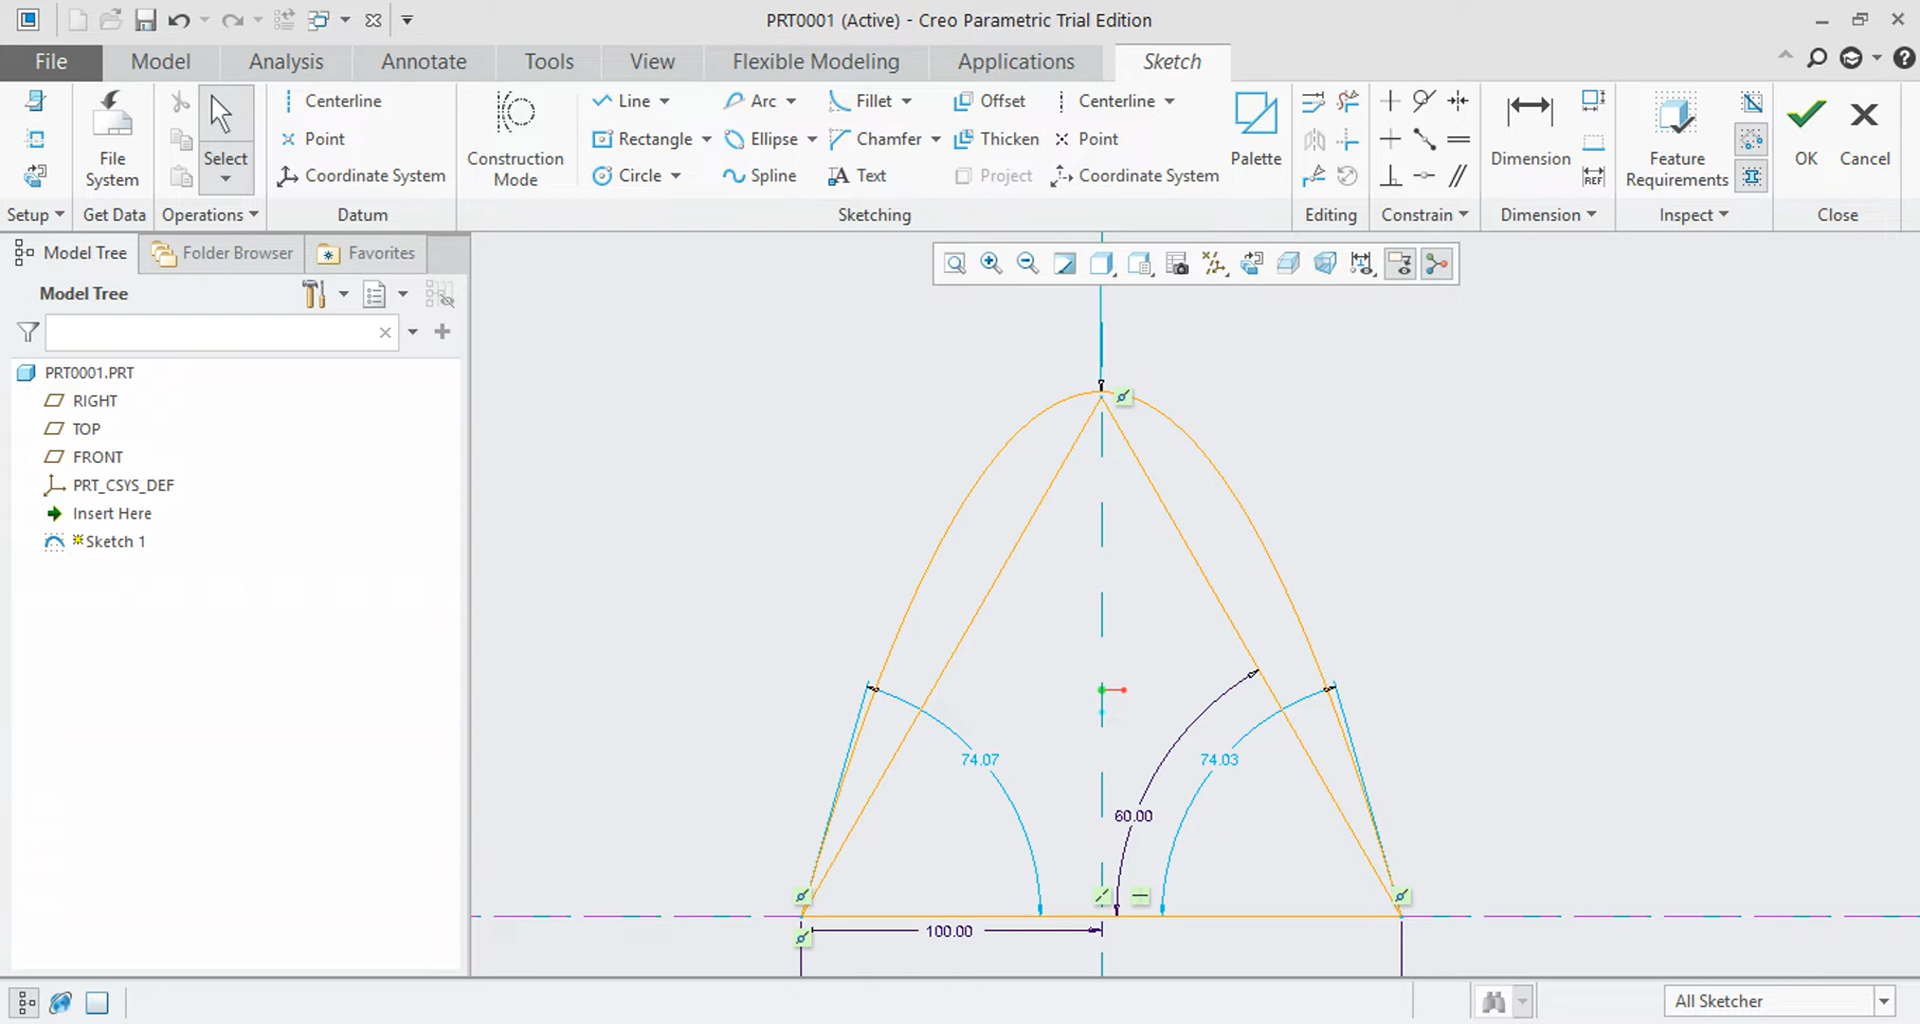 PRT0001 (Active) - Creo Parametric Trial Edition
File Model Analysis Annotate Tools View Flexible Modeling Applications Sketch
Centerline Line Arc Fillet Offset Centerline
Point Rectangle Ellipse Chamfer Thicken Point
File System Select Construction Mode Palette Dimension Feature Requirements OK Cancel
Coordinate System Circle Spline Text Project Coordinate System
REF
Setup Get Data Operations Datum Sketching Editing Constrain Dimension Inspect Close
Model Tree Folder Browser Favorites
Model Tree
PRT0001.PRT
RIGHT
TOP
FRONT
PRT_CSYS_DEF
Insert Here
Sketch 1
74.07
74.03
60.00
100.00
All Sketcher